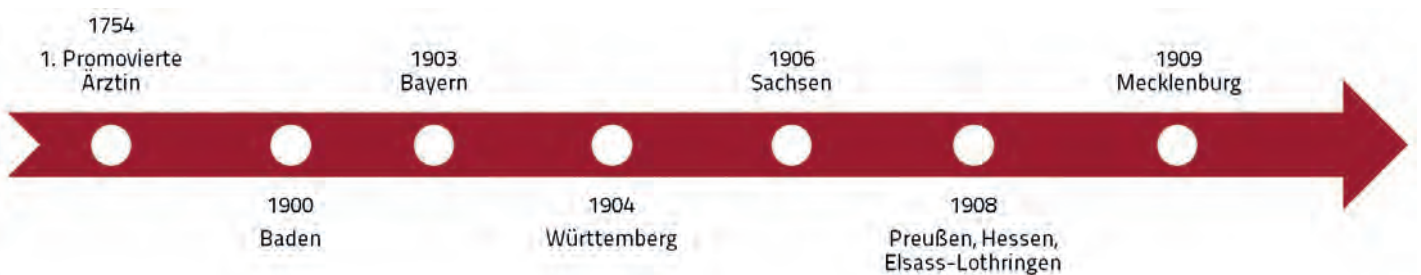 1754
1. Promovierte
Ärztin
1900
Baden
1903
Bayern
1904
Württemberg
1906
Sachsen
1908
Preußen, Hessen,
Elsass-Lothringen
1909
Mecklenburg